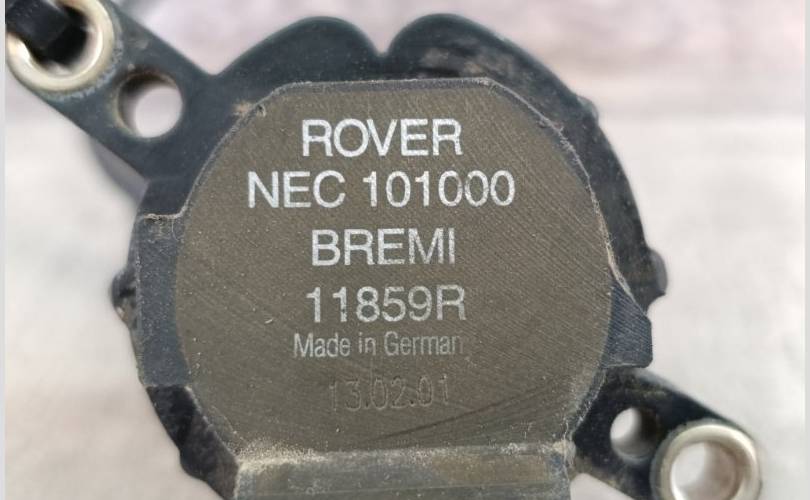 ROVER
NEC 101000
BREMI
11859R
Made in German
13.02.01